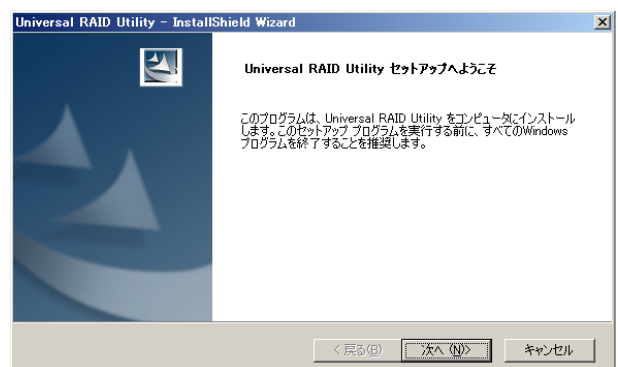 Universal RAID Utility - InstallShield Wizard
Universal RAID Utility セットアップへようこそ
このプログラムは、Universal RAID Utility をコンピュータにインストール
します。このセットアップ プログラムを実行する前に、すべてのWindows
プログラムを終了することを推奨します。
< 戻る(B)
次へ (N)>
キャンセル